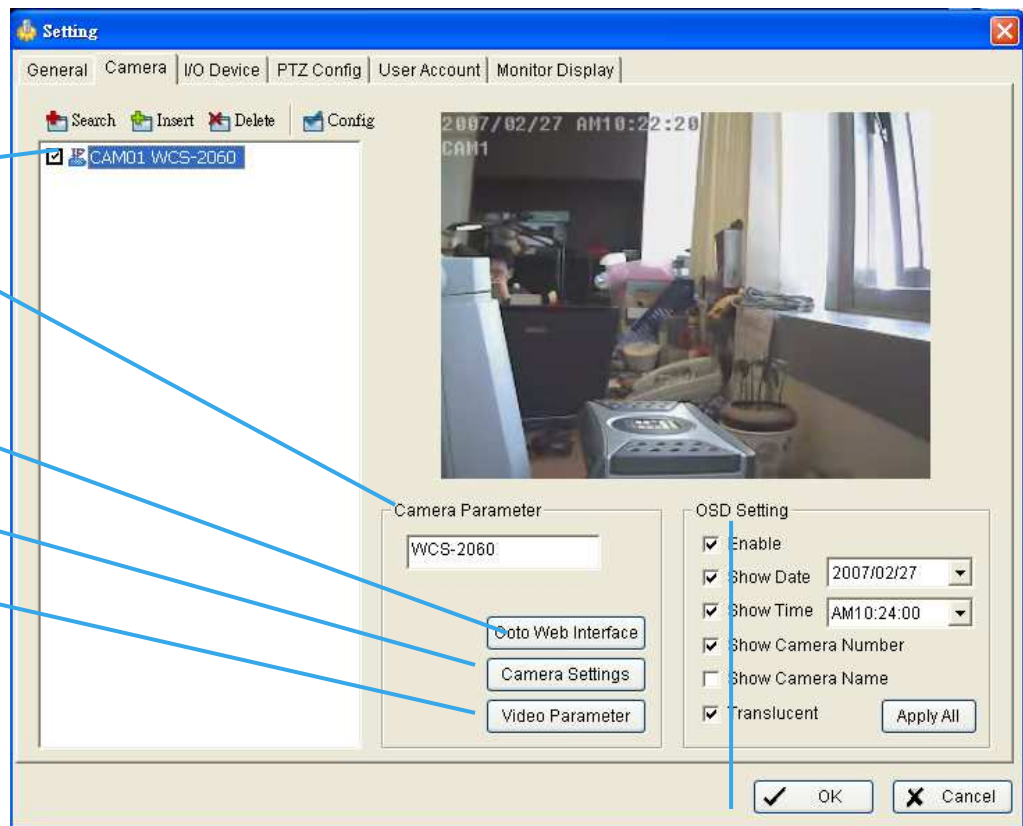 Setting
General Camera I/O Device PTZ Config User Account Monitor Display
Search Insert Delete Config
CAM01 WCS-2060
2007/02/27 AM10:22:20
CAM1
Camera Parameter
WCS-2060
Goto Web Interface
Camera Settings
Video Parameter
OSD Setting
Enable
Show Date 2007/02/27
Show Time AM10:24:00
Show Camera Number
Show Camera Name
Translucent Apply All
OK Cancel